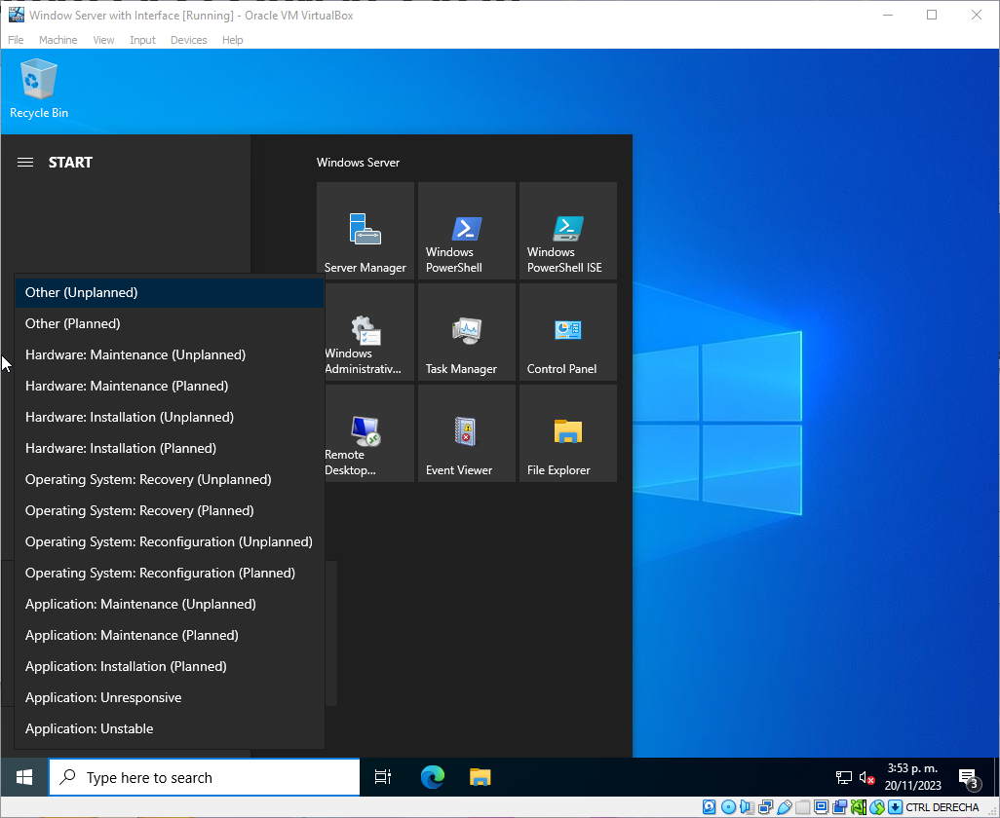 Window Server with Interface [Running] - Oracle VM VirtualBox
File Machine View Input Devices Help
Recycle Bin
START
Windows Server
Server Manager
Windows
PowerShell
Windows
PowerShell ISE
Windows
Administrativ...
Task Manager
Control Panel
Remote
Desktop...
Event Viewer
File Explorer
Other (Unplanned)
Other (Planned)
Hardware: Maintenance (Unplanned)
Hardware: Maintenance (Planned)
Hardware: Installation (Unplanned)
Hardware: Installation (Planned)
Operating System: Recovery (Unplanned)
Operating System: Recovery (Planned)
Operating System: Reconfiguration (Unplanned)
Operating System: Reconfiguration (Planned)
Application: Maintenance (Unplanned)
Application: Maintenance (Planned)
Application: Installation (Planned)
Application: Unresponsive
Application: Unstable
Type here to search
3:53 p. m.
20/11/2023
3
CTRL DERECHA